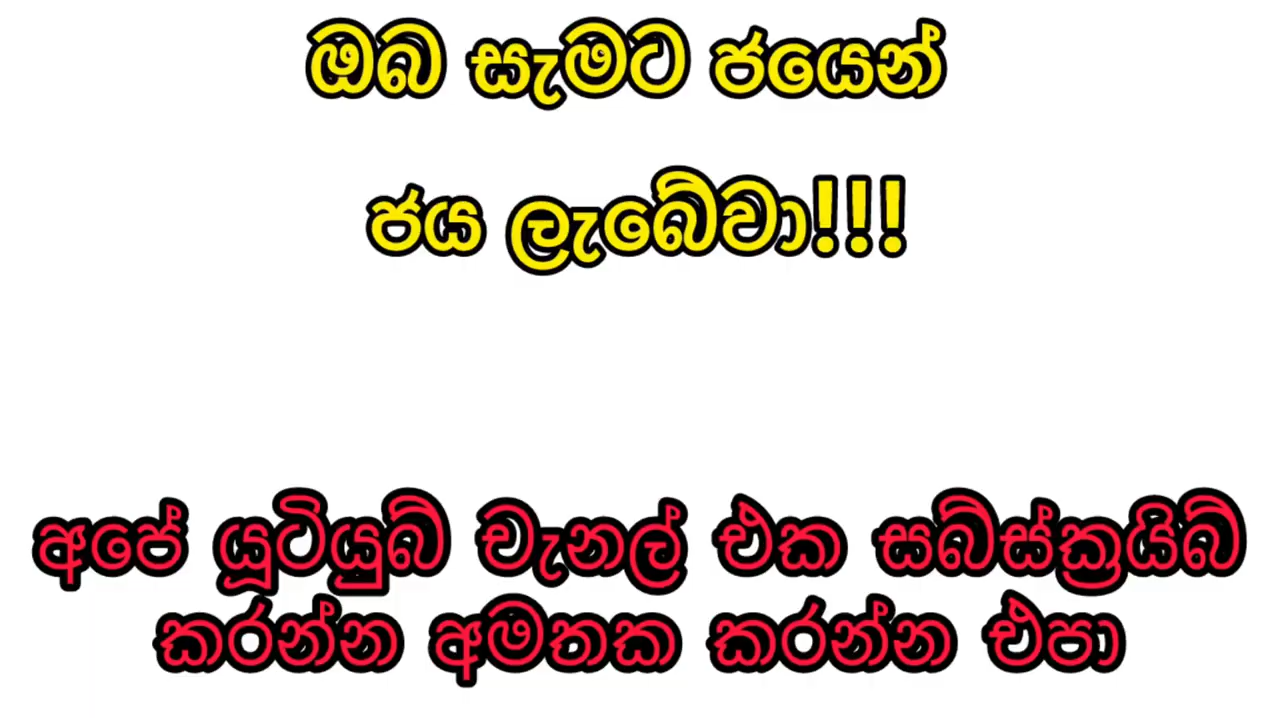 ඔබ සැමට ජයෙන්
ජය ලැබේවා!!!
අපේ යූටියුබ් චැනල් එක සබ්ස්ක්‍රයිබ්
කරන්න අමතක කරන්න එපා